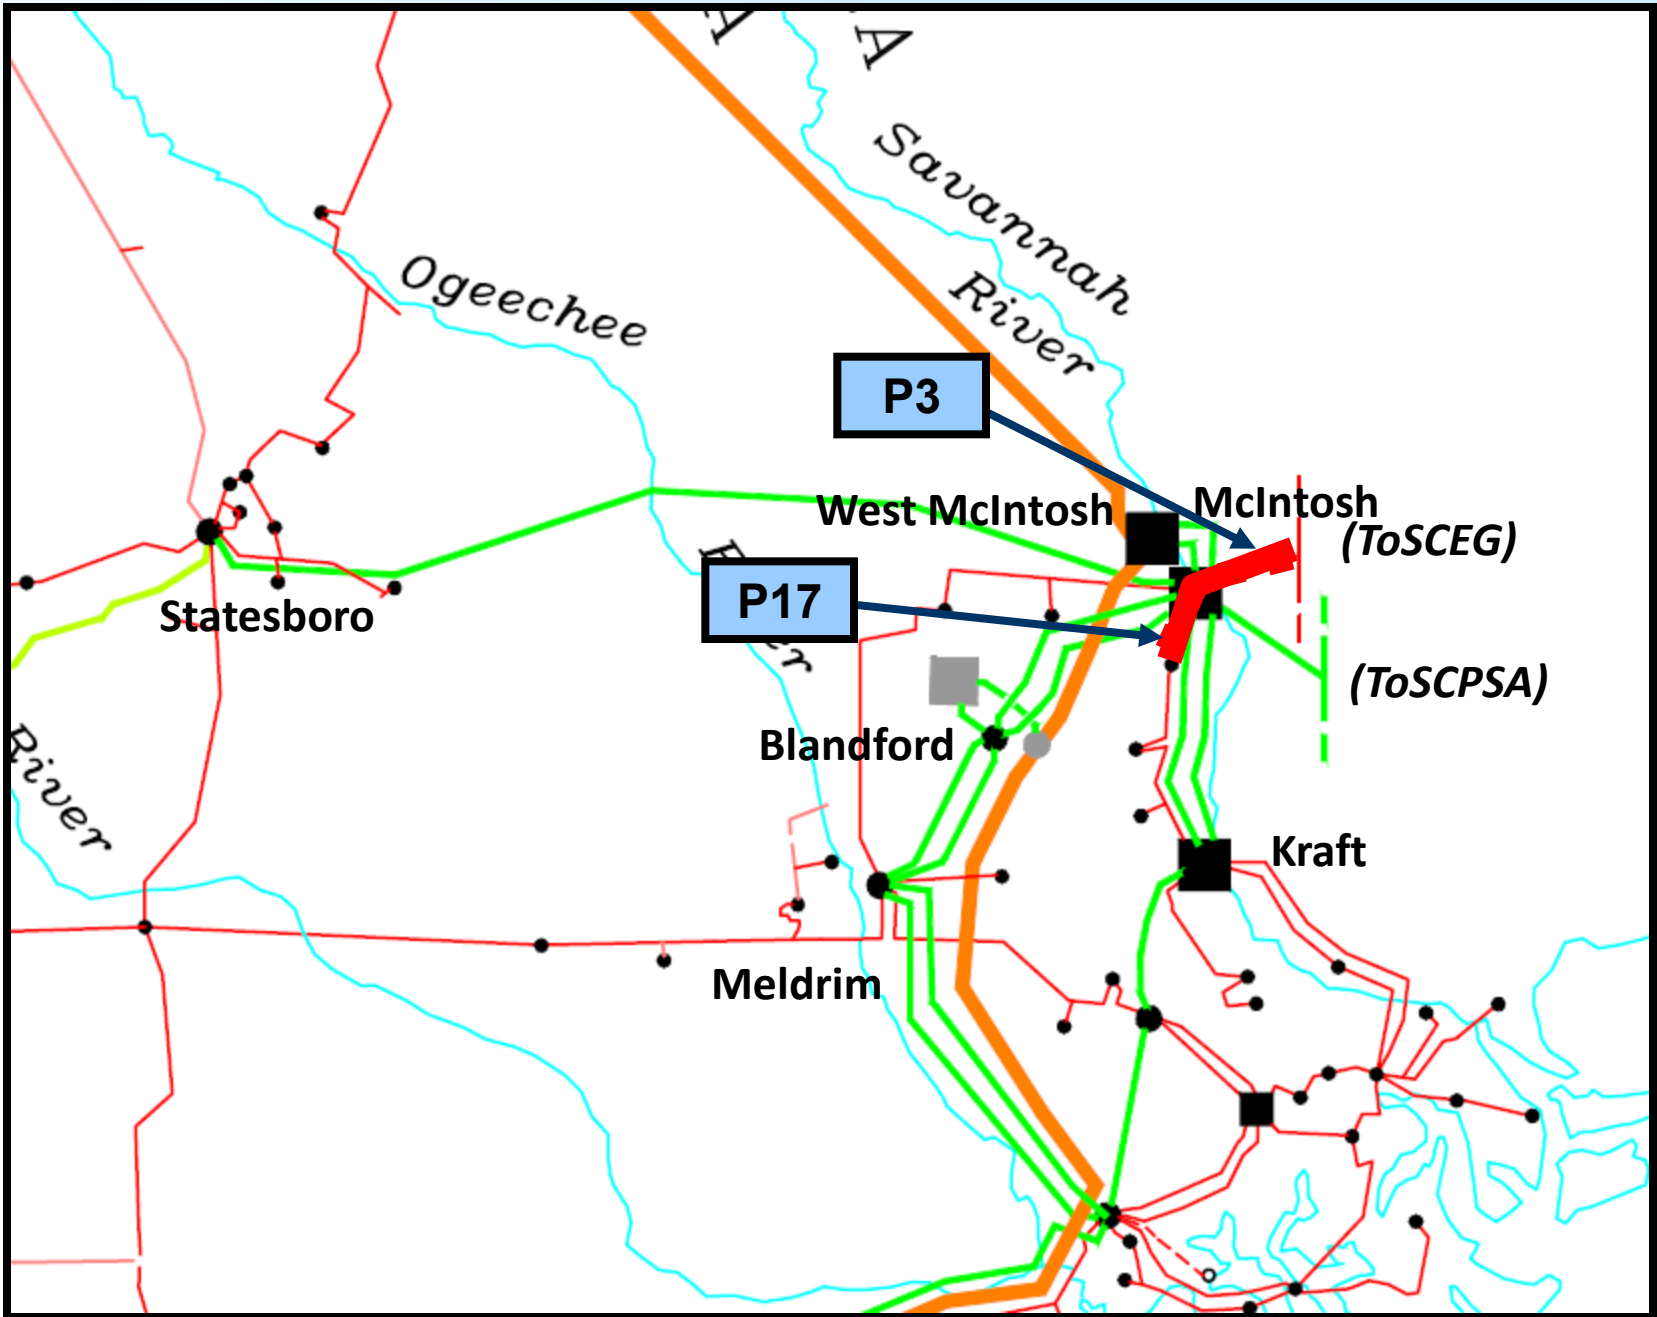 A
A
Savannah
River
Ogeechee
P3
West McIntosh
McIntosh
(ToSCEG)
P17
Statesboro
(ToSCPSA)
Blandford
River
Kraft
Meldrim